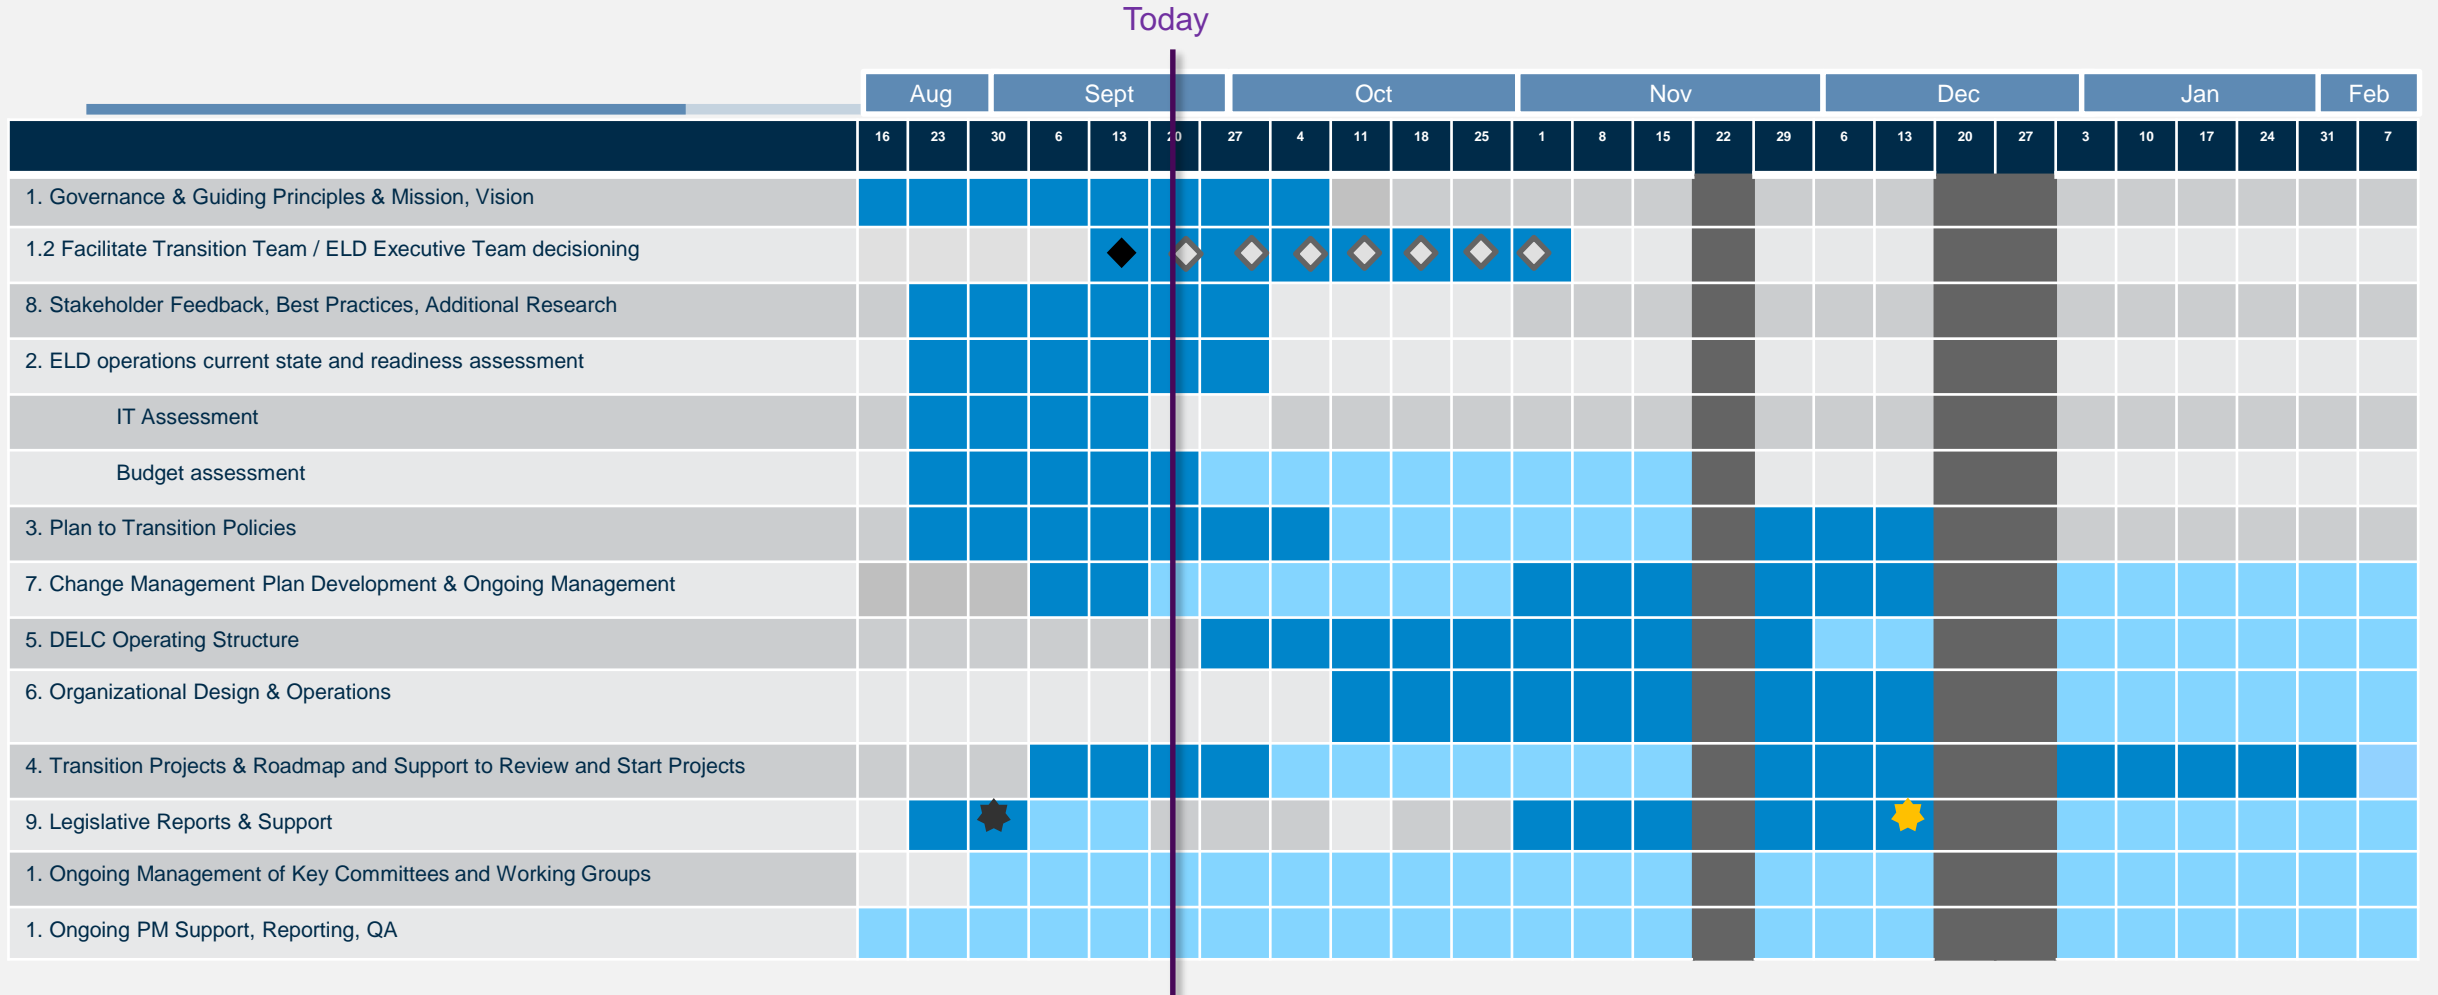 Today
Aug Sept Oct Nov Dec Jan Feb
16 23 30 6 13 20 27 4 11 18 25 1 8 15 22 29 6 13 20 27 3 10 17 24 31 7
1. Governance & Guiding Principles & Mission, Vision
1.2 Facilitate Transition Team / ELD Executive Team decisioning
8. Stakeholder Feedback, Best Practices, Additional Research
2. ELD operations current state and readiness assessment
IT Assessment
Budget assessment
3. Plan to Transition Policies
7. Change Management Plan Development & Ongoing Management
5. DELC Operating Structure
6. Organizational Design & Operations
4. Transition Projects & Roadmap and Support to Review and Start Projects
9. Legislative Reports & Support
1. Ongoing Management of Key Committees and Working Groups
1. Ongoing PM Support, Reporting, QA